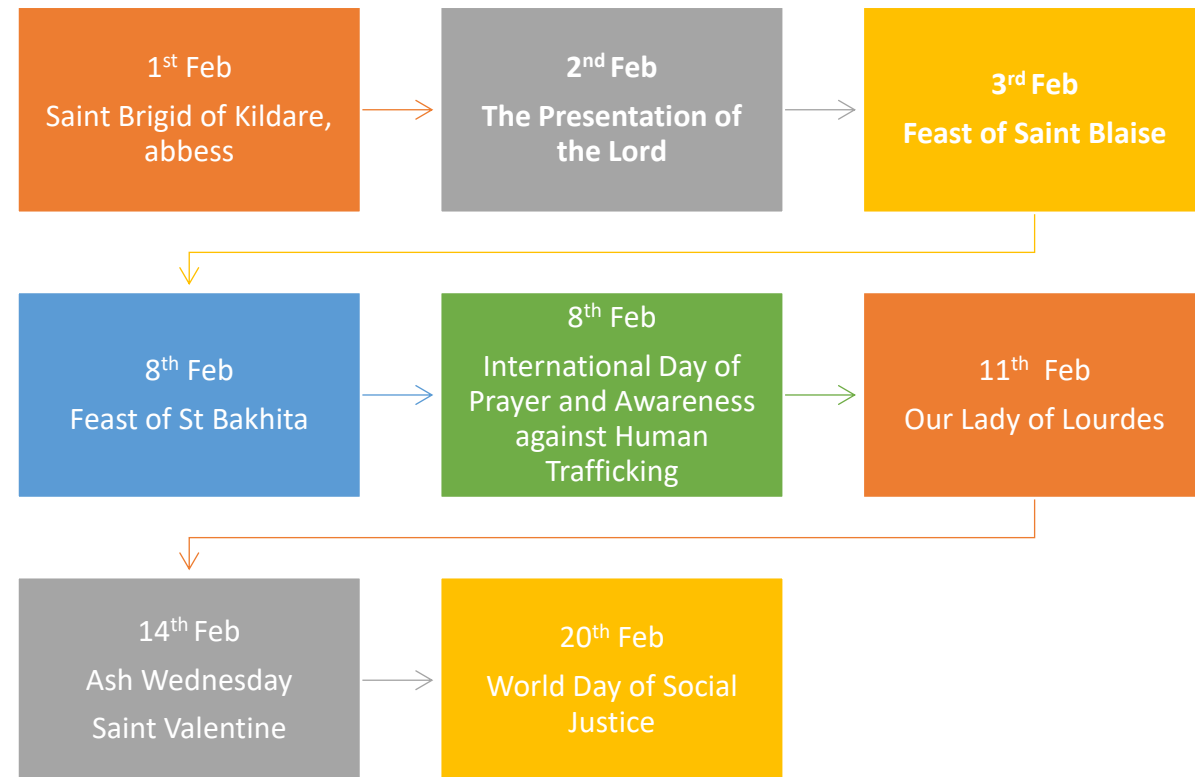 1st Feb
Saint Brigid of Kildare,
abbess
2nd Feb
The Presentation of
the Lord
3rd Feb
Feast of Saint Blaise
8th Feb
Feast of St Bakhita
8th Feb
International Day of
Prayer and Awareness
against Human
Trafficking
11th Feb
Our Lady of Lourdes
14th Feb
Ash Wednesday
Saint Valentine
20th Feb
World Day of Social
Justice